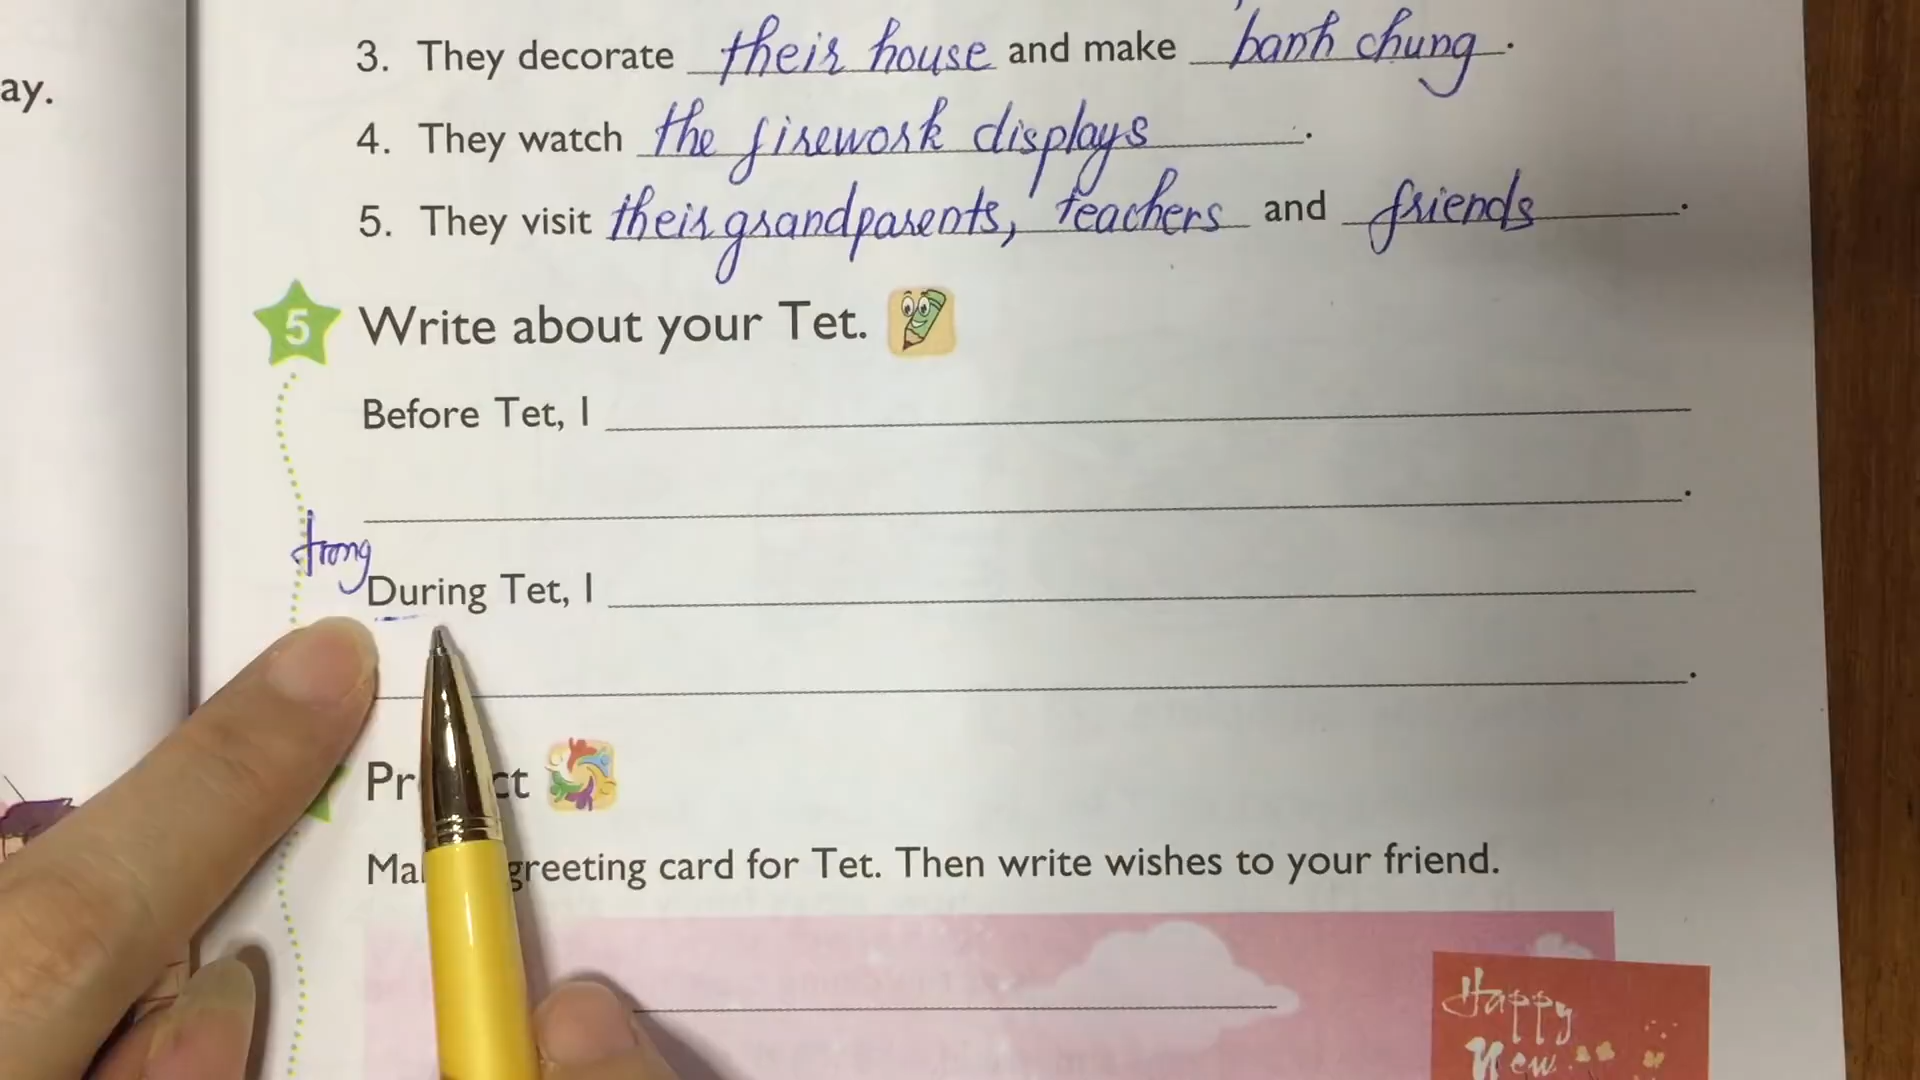 ay.
3. They decorate their house and make banh chung.
4. They watch the firework displays.
5. They visit their grandparents, teachers and friends.
5 Write about your Tet.
Before Tet, I
.
trong
During Tet, I
.
Pr ct
Ma greeting card for Tet. Then write wishes to your friend.
Happy
New